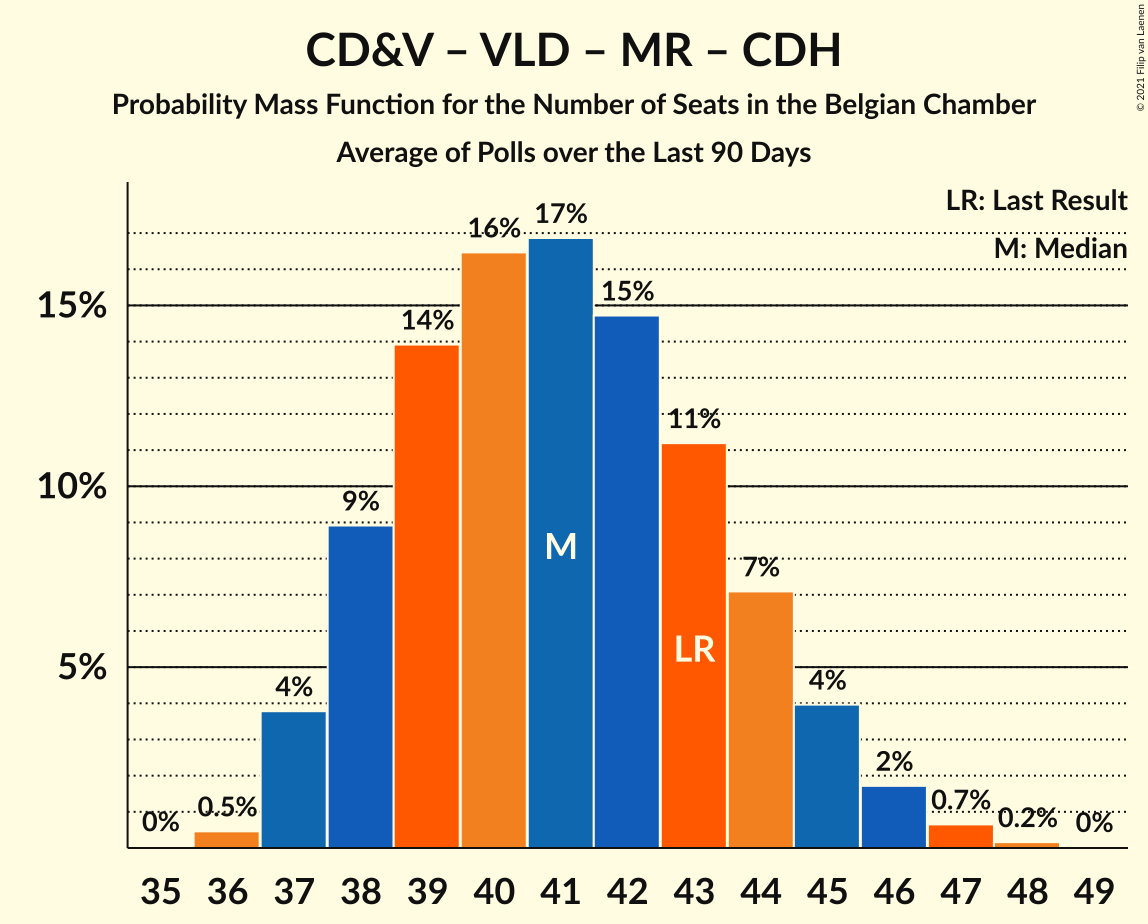 CD&V – VLD – MR – CDH
Probability Mass Function for the Number of Seats in the Belgian Chamber
Average of Polls over the Last 90 Days
© 2021 Filip van Laenen
LR: Last Result
M: Median
15%
10%
5%
0%
0.5%
4%
9%
14%
16%
17%
15%
11%
7%
4%
2%
0.7%
0.2%
0%
M
LR
35 36 37 38 39 40 41 42 43 44 45 46 47 48 49